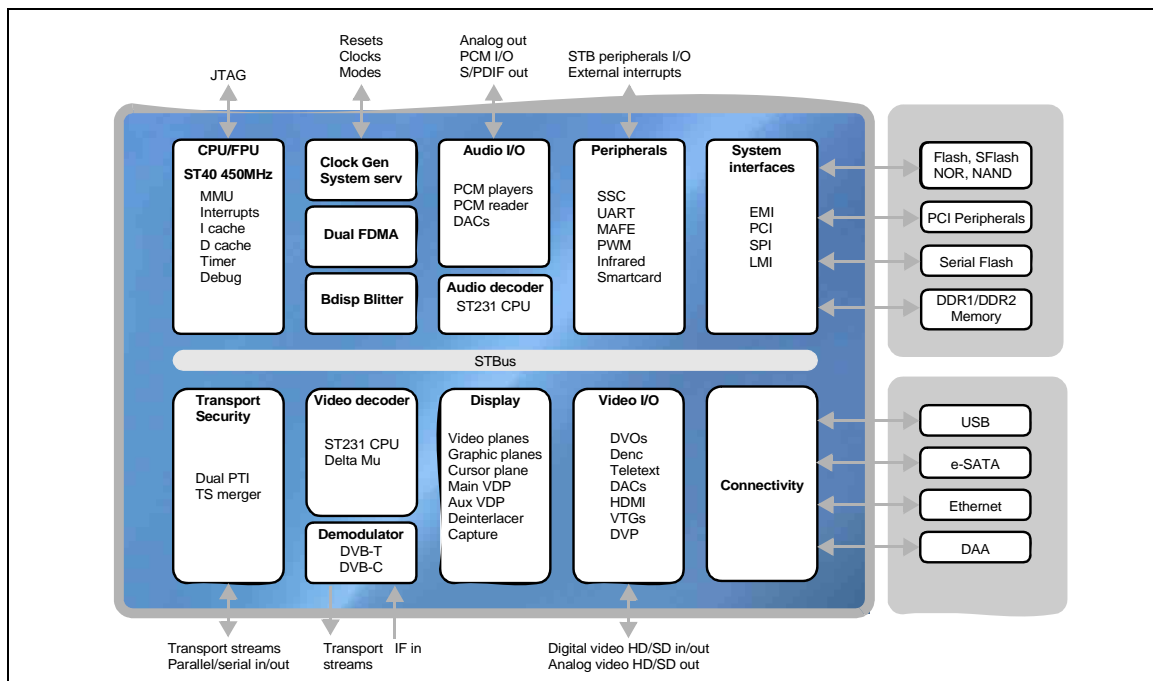 Resets
Clocks
Modes
Analog out
PCM I/O
S/PDIF out
STB peripherals I/O
External interrupts
JTAG
CPU/FPU
ST40 450MHz
MMU
Interrupts
I cache
D cache
Timer
Debug
Clock Gen
System serv
Dual FDMA
Bdisp Blitter
Audio I/O
PCM players
PCM reader
DACs
Audio decoder
ST231 CPU
Peripherals
SSC
UART
MAFE
PWM
Infrared
Smartcard
System
interfaces
EMI
PCI
SPI
LMI
Flash, SFlash
NOR, NAND
PCI Peripherals
Serial Flash
DDR1/DDR2
Memory
STBus
Transport
Security
Dual PTI
TS merger
Video decoder
ST231 CPU
Delta Mu
Demodulator
DVB-T
DVB-C
Display
Video planes
Graphic planes
Cursor plane
Main VDP
Aux VDP
Deinterlacer
Capture
Video I/O
DVOs
Denc
Teletext
DACs
HDMI
VTGs
DVP
Connectivity
USB
e-SATA
Ethernet
DAA
Transport streams
Parallel/serial in/out
Transport
streams
IF in
Digital video HD/SD in/out
Analog video HD/SD out